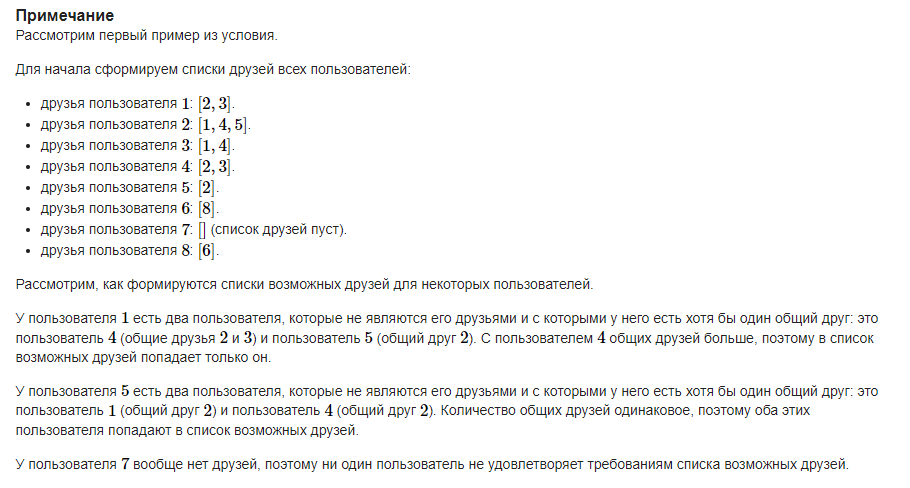 Примечание
Рассмотрим первый пример из условия.
Для начала сформируем списки друзей всех пользователей:
• друзья пользователя 1: [2, 3].
• друзья пользователя 2: [1, 4, 5].
• друзья пользователя 3: [1, 4].
• друзья пользователя 4: [2, 3].
• друзья пользователя 5: [2].
• друзья пользователя 6: [8].
• друзья пользователя 7: [] (список друзей пуст).
• друзья пользователя 8: [6].
Рассмотрим, как формируются списки возможных друзей для некоторых пользователей.
У пользователя 1 есть два пользователя, которые не являются его друзьями и с которыми у него есть хотя бы один общий друг: это
пользователь 4 (общие друзья 2 и 3) и пользователь 5 (общий друг 2). С пользователем 4 общих друзей больше, поэтому в список
возможных друзей попадает только он.
У пользователя 5 есть два пользователя, которые не являются его друзьями и с которыми у него есть хотя бы один общий друг: это
пользователь 1 (общий друг 2) и пользователь 4 (общий друг 2). Количество общих друзей одинаковое, поэтому оба этих
пользователя попадают в список возможных друзей.
У пользователя 7 вообще нет друзей, поэтому ни один пользователь не удовлетворяет требованиям списка возможных друзей.